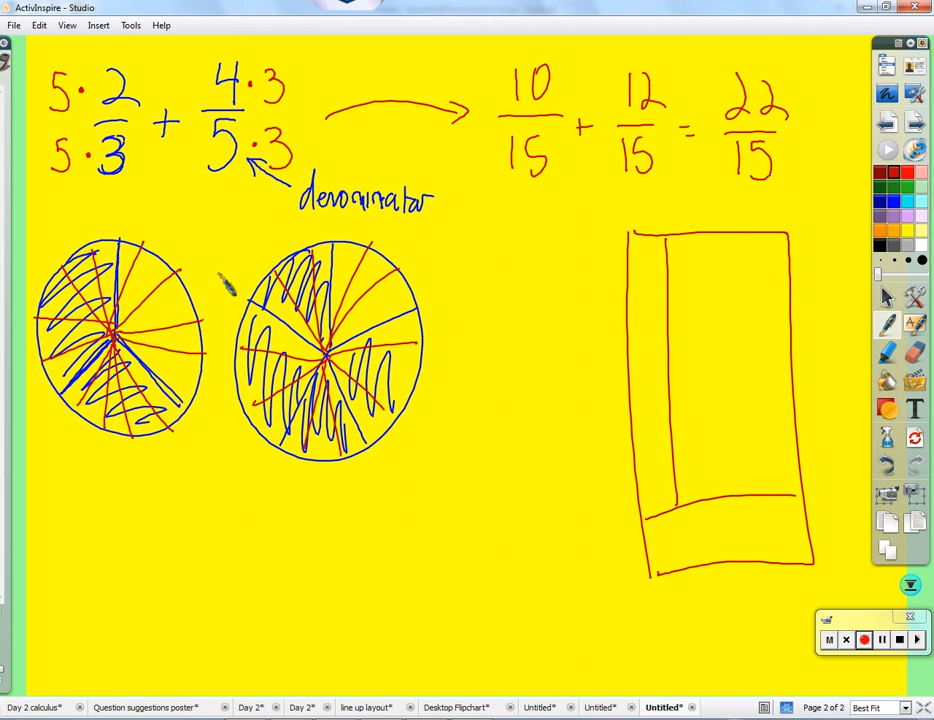 ActivInspire - Studio
File Edit View Insert Tools Help
5 · 2/3 + 4/5 · 3 → 10/15 + 12/15 = 22/15
5 · · 3
denominator
M
Day 2 calculus* Question suggestions poster* Day 2* Day 2* line up layout* Desktop Flipchart* Untitled* Untitled* Untitled*
Page 2 of 2 Best Fit